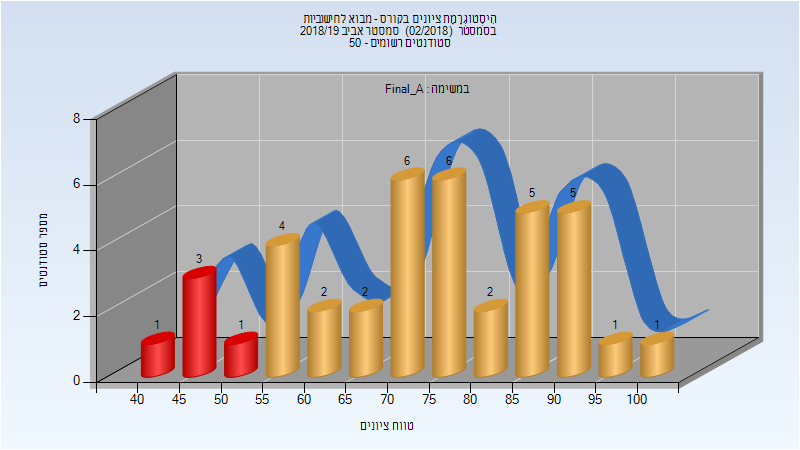 היסטוגרמת ציונים בקורס - מבוא לחישוביות
בסמסטר (02/2018) סמסטר אביב 2018/19
סטודנטים רשומים - 50
במשימה : Final_A
מספר סטודנטים
8
6
4
2
0
1
3
1
4
2
2
6
6
2
5
5
1
1
40 45 50 55 60 65 70 75 80 85 90 95 100
טווח ציונים